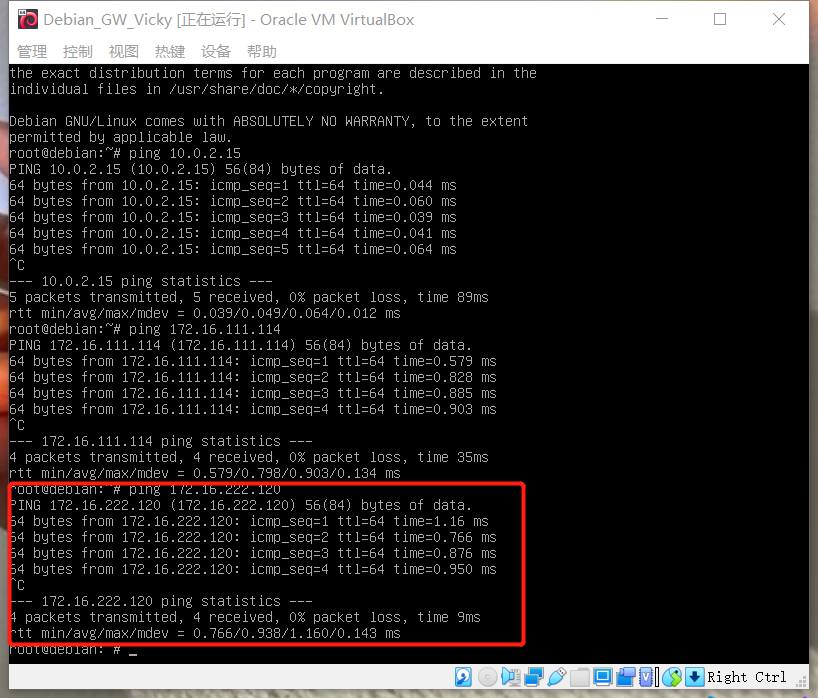 Debian_GW_Vicky [正在运行] - Oracle VM VirtualBox
管理 控制 视图 热键 设备 帮助
the exact distribution terms for each program are described in the
individual files in /usr/share/doc/*/copyright.
Debian GNU/Linux comes with ABSOLUTELY NO WARRANTY, to the extent
permitted by applicable law.
root@debian:~# ping 10.0.2.15
PING 10.0.2.15 (10.0.2.15) 56(84) bytes of data.
64 bytes from 10.0.2.15: icmp_seq=1 ttl=64 time=0.044 ms
64 bytes from 10.0.2.15: icmp_seq=2 ttl=64 time=0.060 ms
64 bytes from 10.0.2.15: icmp_seq=3 ttl=64 time=0.039 ms
64 bytes from 10.0.2.15: icmp_seq=4 ttl=64 time=0.041 ms
64 bytes from 10.0.2.15: icmp_seq=5 ttl=64 time=0.064 ms
^C
--- 10.0.2.15 ping statistics ---
5 packets transmitted, 5 received, 0% packet loss, time 89ms
rtt min/avg/max/mdev = 0.039/0.049/0.064/0.012 ms
root@debian:~# ping 172.16.111.114
PING 172.16.111.114 (172.16.111.114) 56(84) bytes of data.
64 bytes from 172.16.111.114: icmp_seq=1 ttl=64 time=0.579 ms
64 bytes from 172.16.111.114: icmp_seq=2 ttl=64 time=0.828 ms
64 bytes from 172.16.111.114: icmp_seq=3 ttl=64 time=0.885 ms
64 bytes from 172.16.111.114: icmp_seq=4 ttl=64 time=0.903 ms
^C
--- 172.16.111.114 ping statistics ---
4 packets transmitted, 4 received, 0% packet loss, time 35ms
rtt min/avg/max/mdev = 0.579/0.798/0.903/0.134 ms
root@debian:~# ping 172.16.222.120
PING 172.16.222.120 (172.16.222.120) 56(84) bytes of data.
64 bytes from 172.16.222.120: icmp_seq=1 ttl=64 time=1.16 ms
64 bytes from 172.16.222.120: icmp_seq=2 ttl=64 time=0.766 ms
64 bytes from 172.16.222.120: icmp_seq=3 ttl=64 time=0.876 ms
64 bytes from 172.16.222.120: icmp_seq=4 ttl=64 time=0.950 ms
^C
--- 172.16.222.120 ping statistics ---
4 packets transmitted, 4 received, 0% packet loss, time 9ms
rtt min/avg/max/mdev = 0.766/0.938/1.160/0.143 ms
root@debian:~# _
Right Ctrl